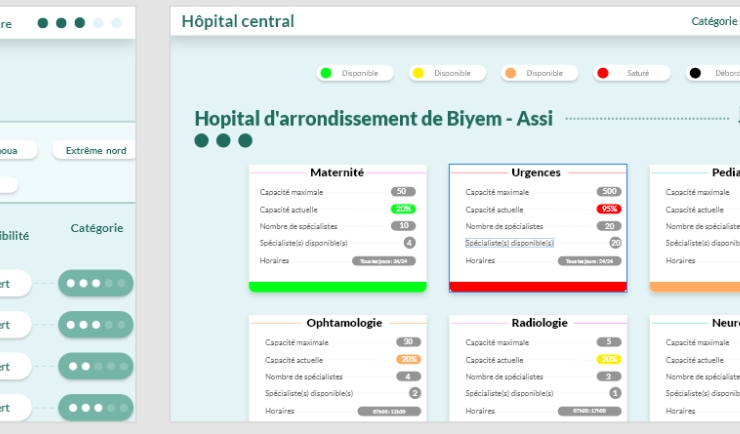 re
oua
Extrême nord
ibilité
Catégorie
ert
ert
ert
ert
Hôpital central
Catégorie
Disponible
Disponible
Disponible
Saturé
Débord
Hopital d'arrondissement de Biyem - Assi
Maternité
Capacité maximale 50
Capacité actuelle 20%
Nombre de spécialistes 10
Spécialiste(s) disponible(s) 4
Horaires Tous les jours : 24/24
Urgences
Capacité maximale 500
Capacité actuelle 95%
Nombre de spécialistes 20
Spécialiste(s) disponible(s) 20
Horaires Tous les jours : 24/24
Pedia
Capacité maximale
Capacité actuelle
Nombre de spécialistes
Spécialiste(s) disponib
Horaires
Ophtamologie
Capacité maximale 30
Capacité actuelle 20%
Nombre de spécialistes 4
Spécialiste(s) disponible(s) 2
Horaires 07h00 : 12h00
Radiologie
Capacité maximale 5
Capacité actuelle 20%
Nombre de spécialistes 3
Spécialiste(s) disponible(s) 1
Horaires 07h00 : 17h00
Neuro
Capacité maximale
Capacité actuelle
Nombre de spécialistes
Spécialiste(s) disponib
Horaires